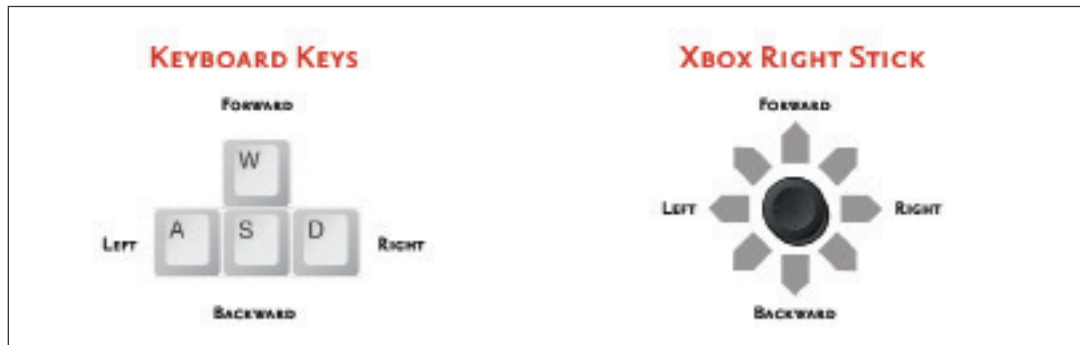 Keyboard Keys
Forward
W
Left A S D Right
Backward
Xbox Right Stick
Forward
Left Right
Backward